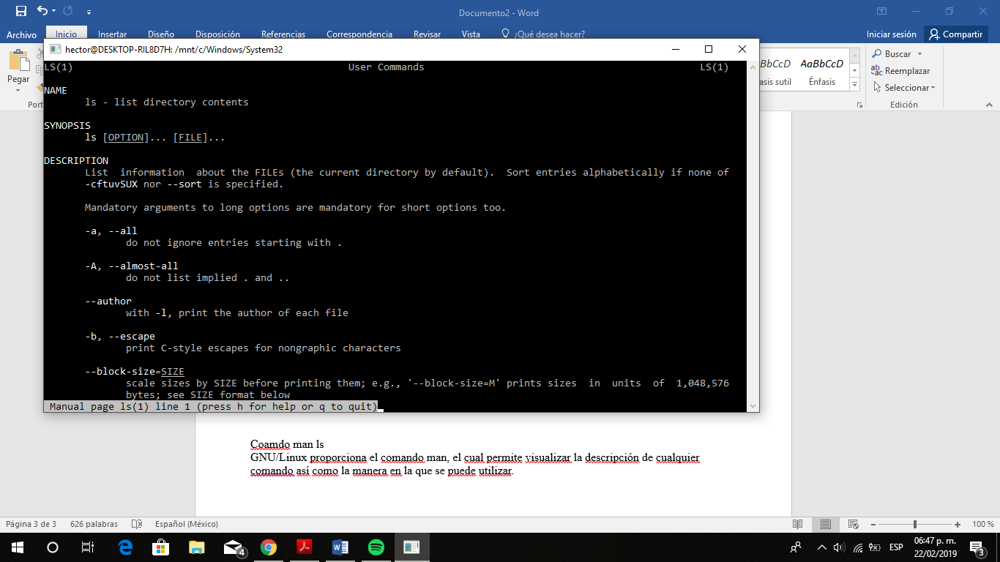 Documento2 - Word
Archivo Inicio Insertar Diseño Disposición Referencias Correspondencia Revisar Vista ¿Qué desea hacer? Iniciar sesión Compartir
hector@DESKTOP-RIL8D7H: /mnt/c/Windows/System32
Pegar
Port
BbCcD AaBbCcD
asis sutil Énfasis
Buscar
Reemplazar
Seleccionar
Edición
LS(1) User Commands LS(1)
NAME
ls - list directory contents
SYNOPSIS
ls [OPTION]... [FILE]...
DESCRIPTION
List information about the FILEs (the current directory by default). Sort entries alphabetically if none of
-cftuvSUX nor --sort is specified.
Mandatory arguments to long options are mandatory for short options too.
-a, --all
do not ignore entries starting with .
-A, --almost-all
do not list implied . and ..
--author
with -l, print the author of each file
-b, --escape
print C-style escapes for nongraphic characters
--block-size=SIZE
scale sizes by SIZE before printing them; e.g., '--block-size=M' prints sizes in units of 1,048,576
bytes; see SIZE format below
Manual page ls(1) line 1 (press h for help or q to quit)
Coamdo man ls
GNU/Linux proporciona el comando man, el cual permite visualizar la descripción de cualquier
comando así como la manera en la que se puede utilizar.
Página 3 de 3 626 palabras Español (México) 100 %
4
ESP
06:47 p. m.
22/02/2019
3